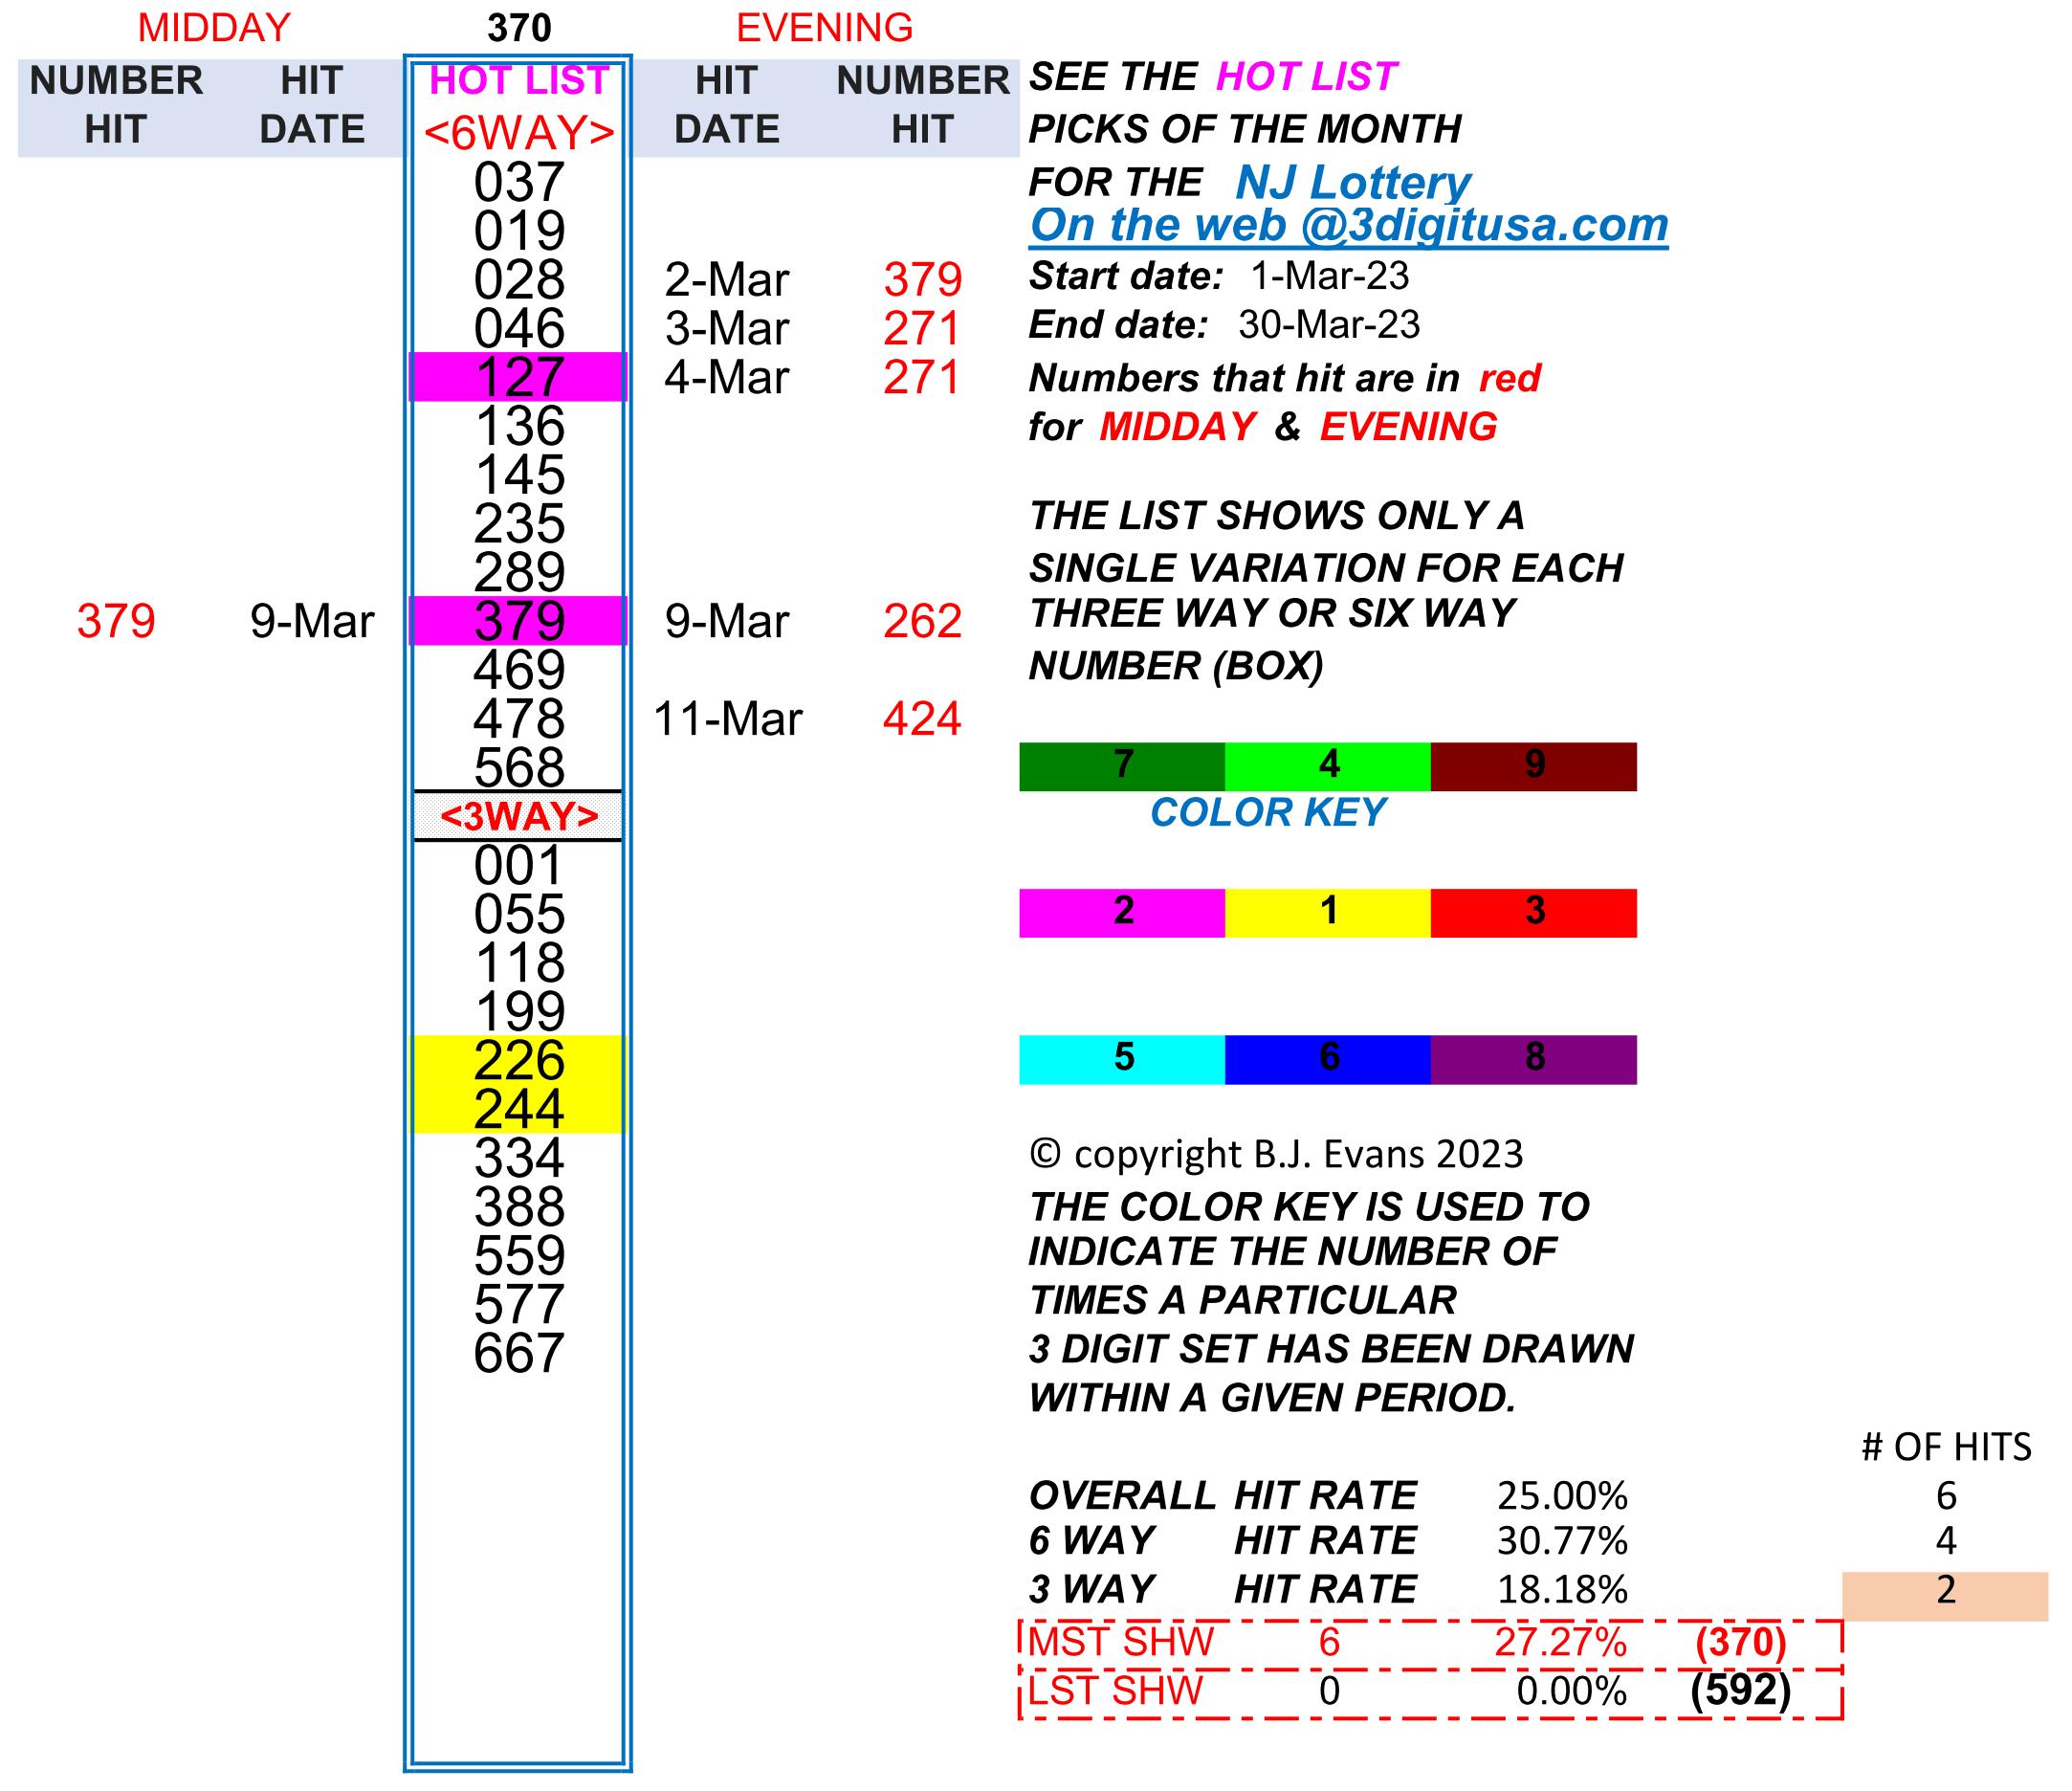 MIDDAY 370 EVENING
NUMBER HIT HOT LIST HIT NUMBER SEE THE HOT LIST
HIT DATE <6WAY> DATE HIT PICKS OF THE MONTH
037 FOR THE NJ Lottery
019 On the web @3digitusa.com
028 2-Mar 379 Start date: 1-Mar-23
046 3-Mar 271 End date: 30-Mar-23
127 4-Mar 271 Numbers that hit are in red
136 for MIDDAY & EVENING
145
235 THE LIST SHOWS ONLY A
289 SINGLE VARIATION FOR EACH
379 9-Mar 379 9-Mar 262 THREE WAY OR SIX WAY
469 NUMBER (BOX)
478 11-Mar 424
568 7 4 9
<3WAY> COLOR KEY
001
055 2 1 3
118
199
226 5 6 8
244
334 © copyright B.J. Evans 2023
388 THE COLOR KEY IS USED TO
559 INDICATE THE NUMBER OF
577 TIMES A PARTICULAR
667 3 DIGIT SET HAS BEEN DRAWN
WITHIN A GIVEN PERIOD.
# OF HITS
OVERALL HIT RATE 25.00% 6
6 WAY HIT RATE 30.77% 4
3 WAY HIT RATE 18.18% 2
MST SHW 6 27.27% (370)
LST SHW 0 0.00% (592)